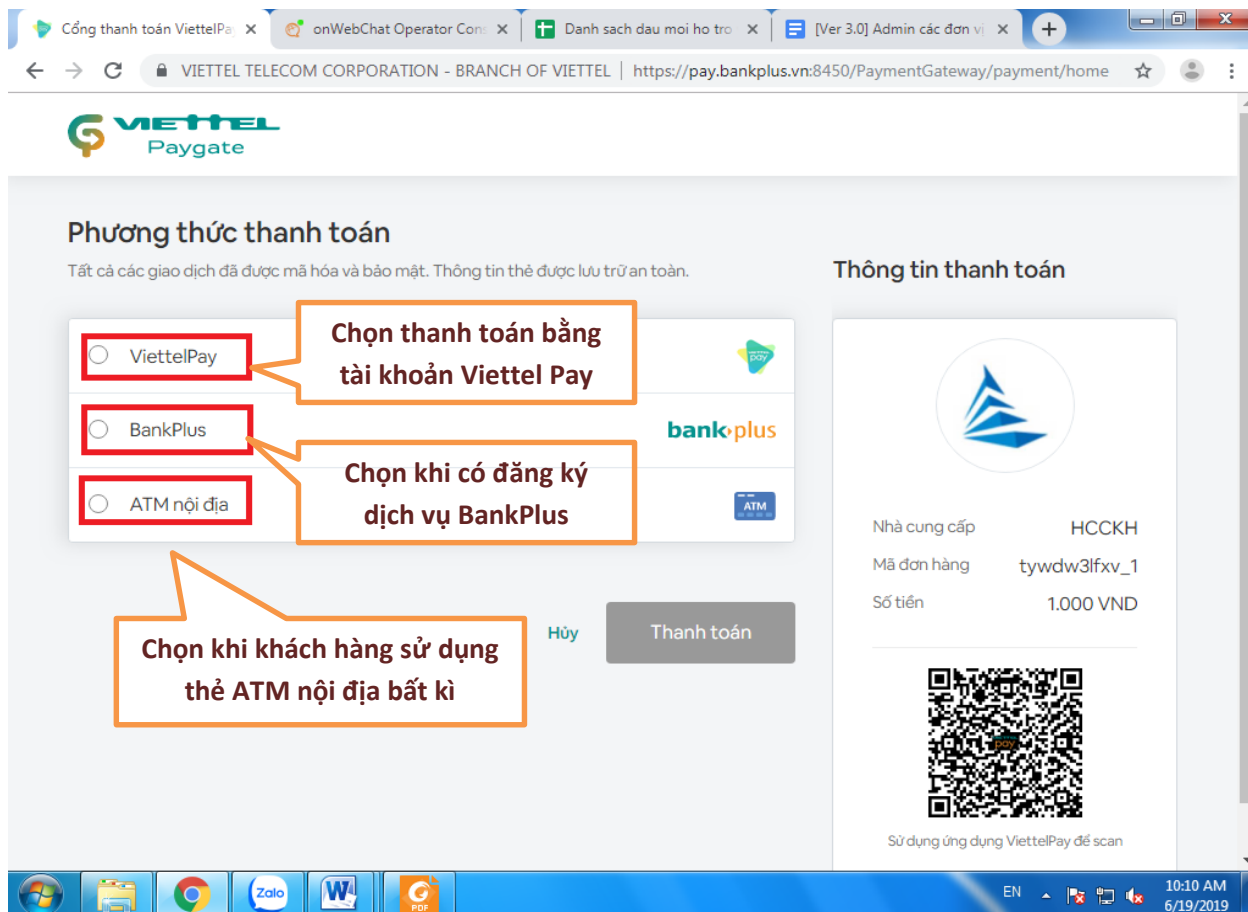 Cổng thanh toán ViettelPa
onWebChat Operator Con
Danh sach dau moi ho tro
[Ver 3.0] Admin các đơn vị
VIETTEL TELECOM CORPORATION - BRANCH OF VIETTEL | https://pay.bankplus.vn:8450/PaymentGateway/payment/home
VIETTEL
Paygate
Phương thức thanh toán
Tất cả các giao dịch đã được mã hóa và bảo mật. Thông tin thẻ được lưu trữ an toàn.
ViettelPay
Chọn thanh toán bằng
tài khoản Viettel Pay
pay
BankPlus
bank plus
Chọn khi có đăng ký
dịch vụ BankPlus
ATM nội địa
ATM
Chọn khi khách hàng sử dụng
thẻ ATM nội địa bất kì
Hủy
Thanh toán
Thông tin thanh toán
Nhà cung cấp HCCKH
Mã đơn hàng tywdw3lfxv_1
Số tiền 1.000 VND
pay
Sử dụng ứng dụng ViettelPay để scan
Zalo
W
G
PDF
EN
10:10 AM
6/19/2019